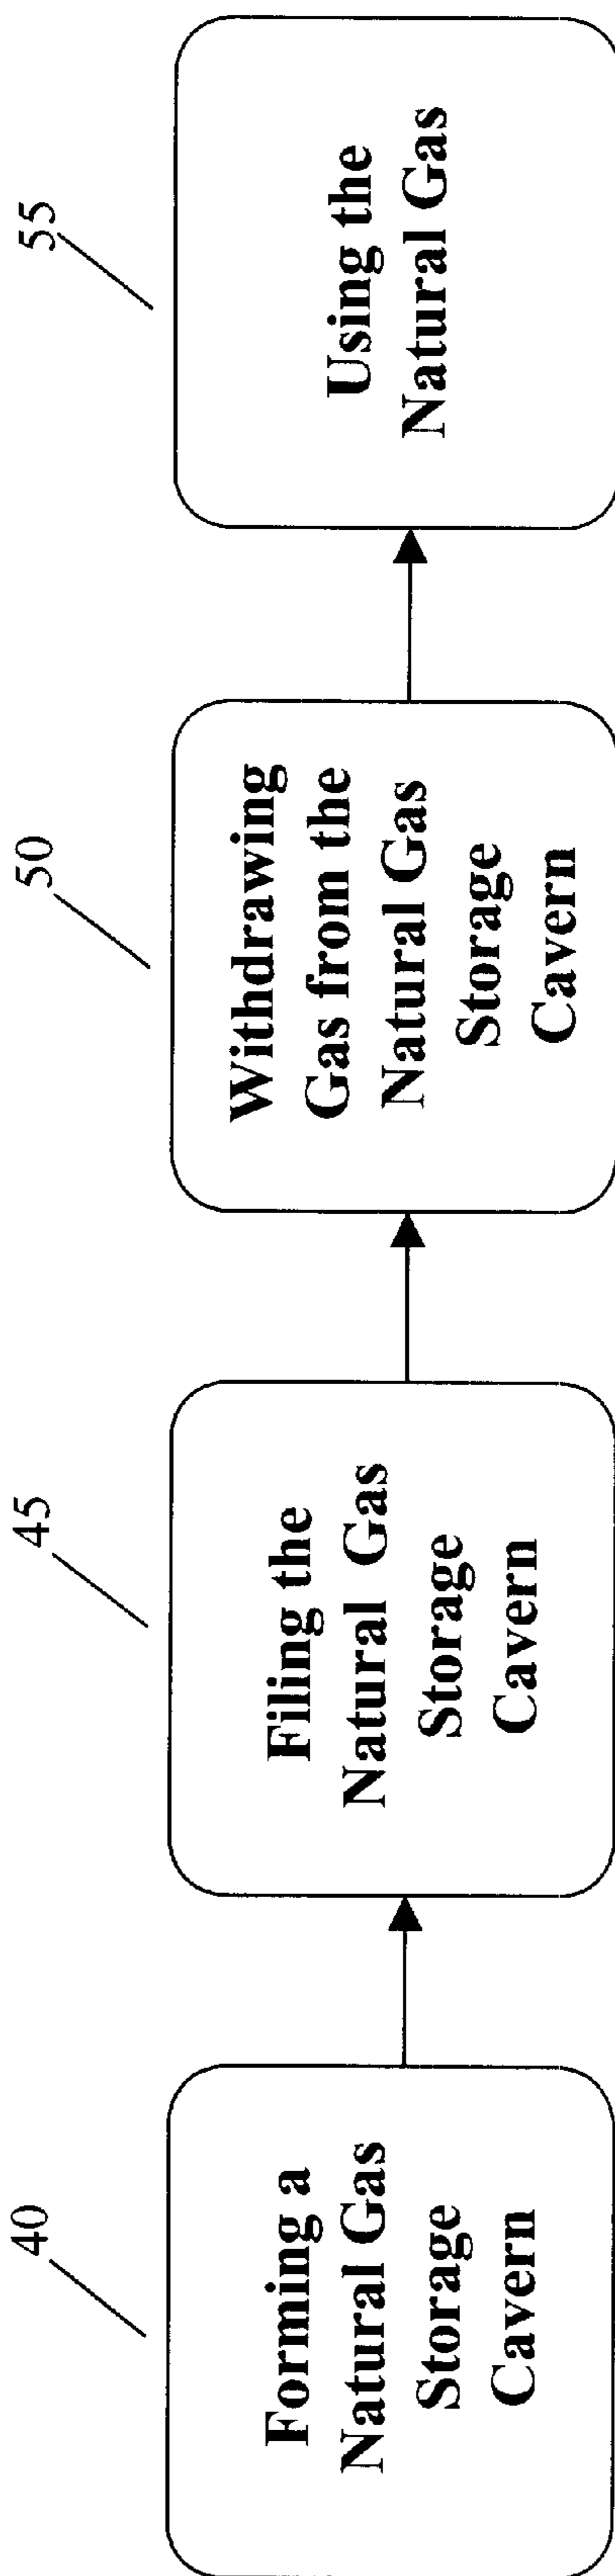 40
Forming a
Natural Gas
Storage
Cavern
45
Filing the
Natural Gas
Storage
Cavern
50
Withdrawing
Gas from the
Natural Gas
Storage
Cavern
55
Using the
Natural Gas